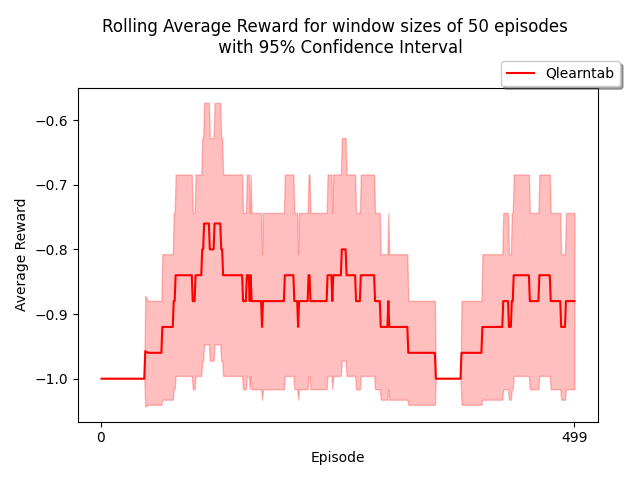 Rolling Average Reward for window sizes of 50 episodes
with 95% Confidence Interval
Qlearntab
−0.6
−0.7
−0.8
−0.9
−1.0
Average Reward
0
499
Episode